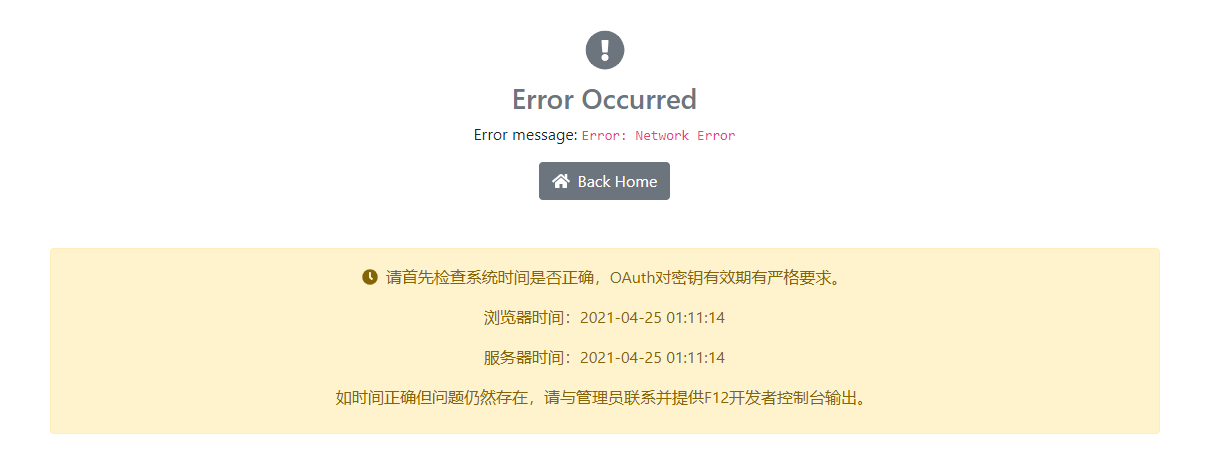 Error Occurred
Error message: Error: Network Error
Back Home
请首先检查系统时间是否正确，OAuth对密钥有效期有严格要求。
浏览器时间：2021-04-25 01:11:14
服务器时间：2021-04-25 01:11:14
如时间正确但问题仍然存在，请与管理员联系并提供F12开发者控制台输出。